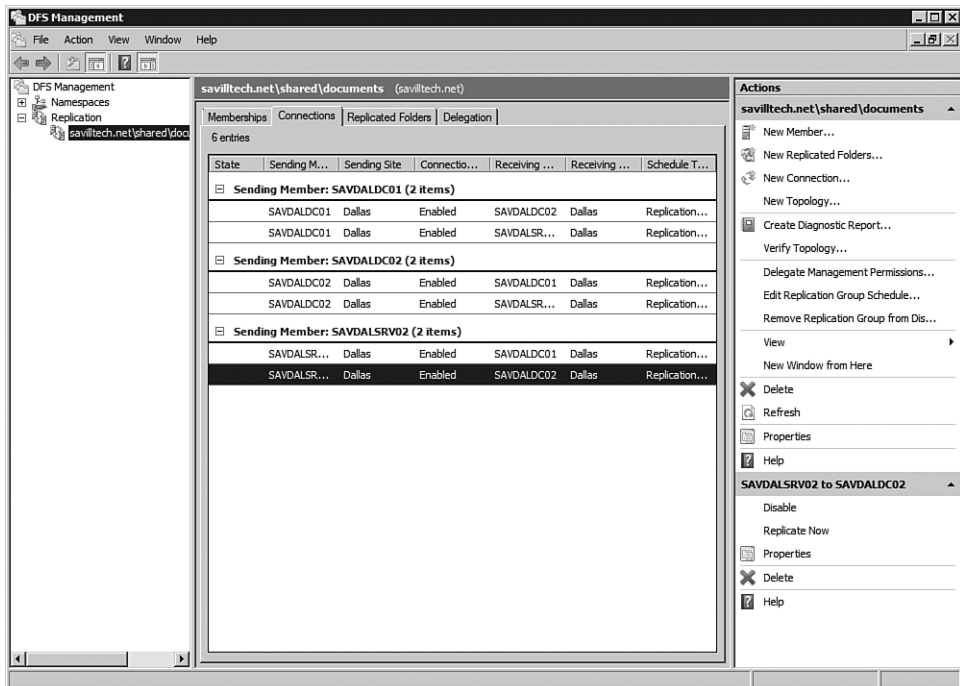 DFS Management
File Action View Window Help
DFS Management
Namespaces
Replication
savilltech.net\shared\docu
savilltech.net\shared\documents (savilltech.net)
Memberships Connections Replicated Folders Delegation
6 entries
State Sending M... Sending Site Connectio... Receiving ... Receiving ... Schedule T...
Sending Member: SAVDALDC01 (2 items)
SAVDALDC01 Dallas Enabled SAVDALDC02 Dallas Replication...
SAVDALDC01 Dallas Enabled SAVDALSR... Dallas Replication...
Sending Member: SAVDALDC02 (2 items)
SAVDALDC02 Dallas Enabled SAVDALDC01 Dallas Replication...
SAVDALDC02 Dallas Enabled SAVDALSR... Dallas Replication...
Sending Member: SAVDALSRV02 (2 items)
SAVDALSR... Dallas Enabled SAVDALDC01 Dallas Replication...
SAVDALSR... Dallas Enabled SAVDALDC02 Dallas Replication...
Actions
savilltech.net\shared\documents
New Member...
New Replicated Folders...
New Connection...
New Topology...
Create Diagnostic Report...
Verify Topology...
Delegate Management Permissions...
Edit Replication Group Schedule...
Remove Replication Group from Dis...
View
New Window from Here
Delete
Refresh
Properties
Help
SAVDALSRV02 to SAVDALDC02
Disable
Replicate Now
Properties
Delete
Help